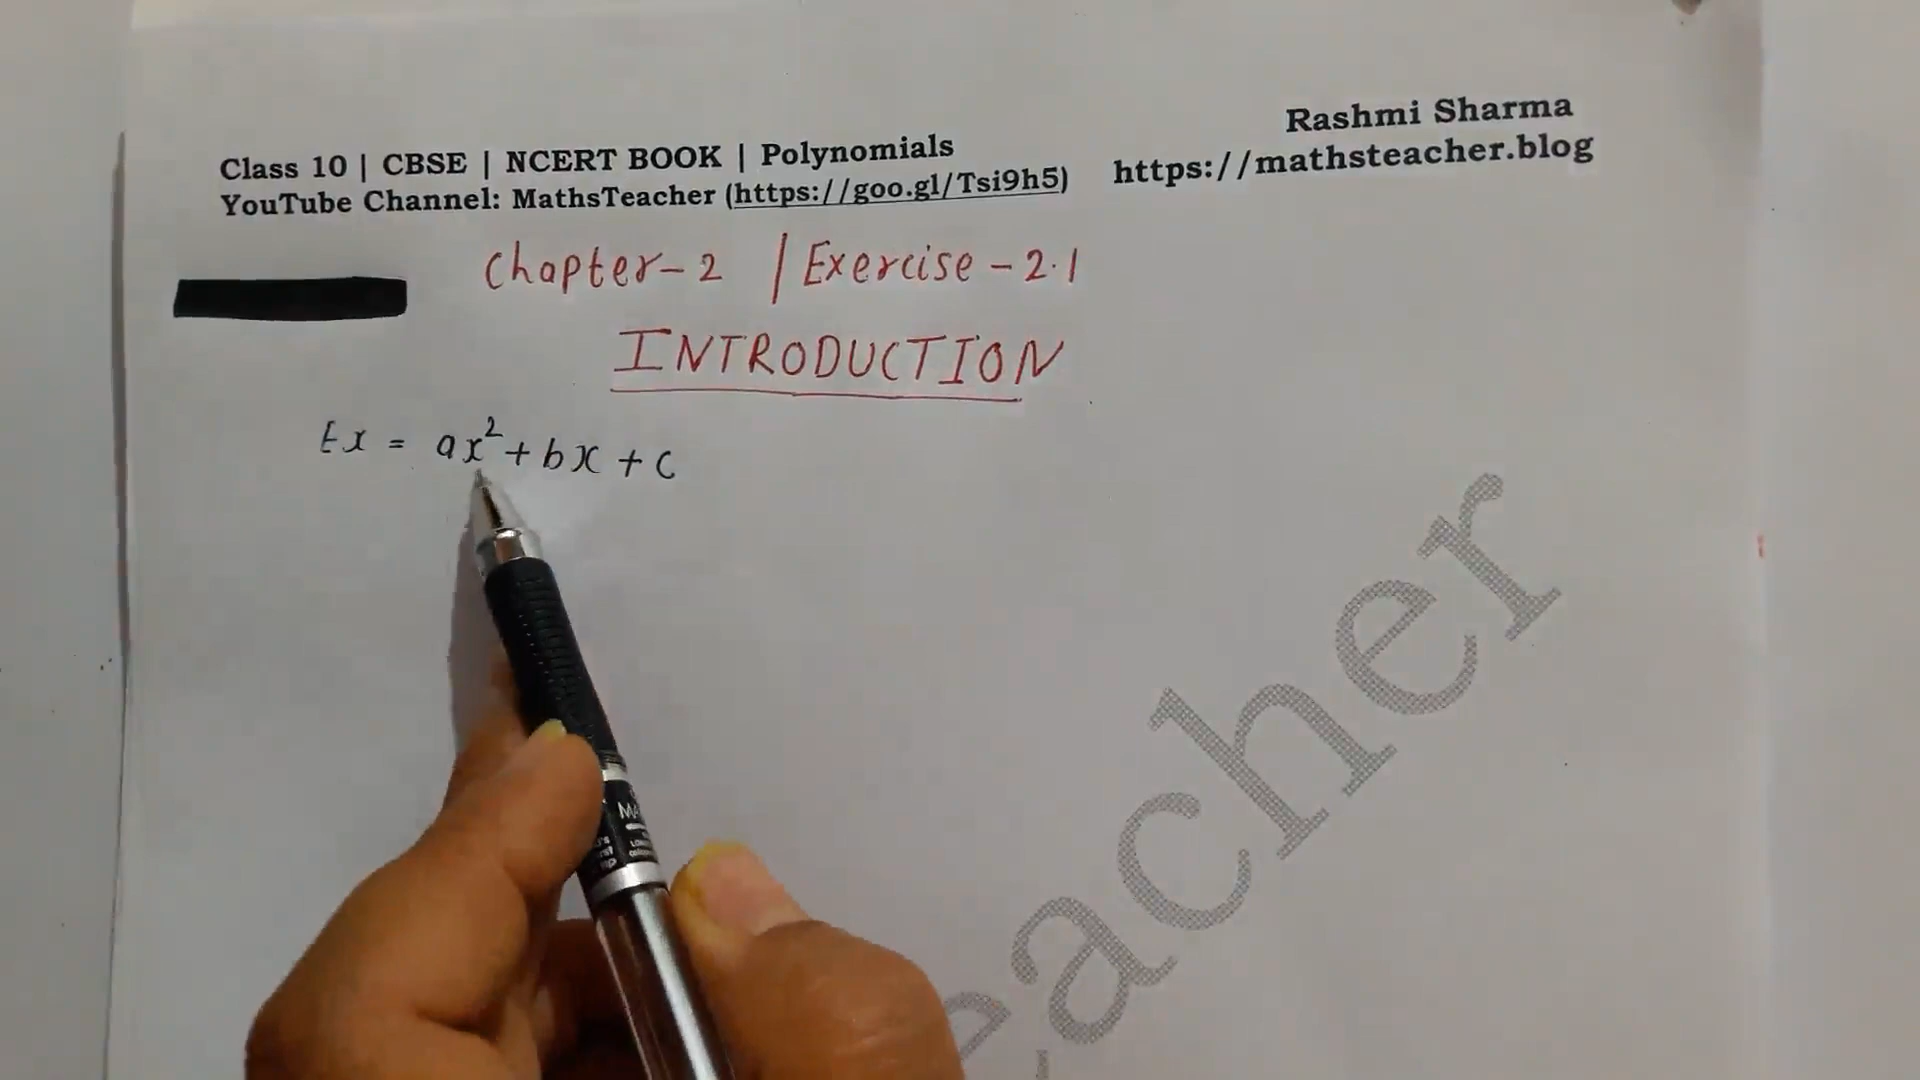 Rashmi Sharma
Class 10 | CBSE | NCERT BOOK | Polynomials
https://mathsteacher.blog
YouTube Channel: MathsTeacher (https://goo.gl/Tsi9h5)
Chapter-2 | Exercise - 2.1
INTRODUCTION
Ex = ax² + bx + c